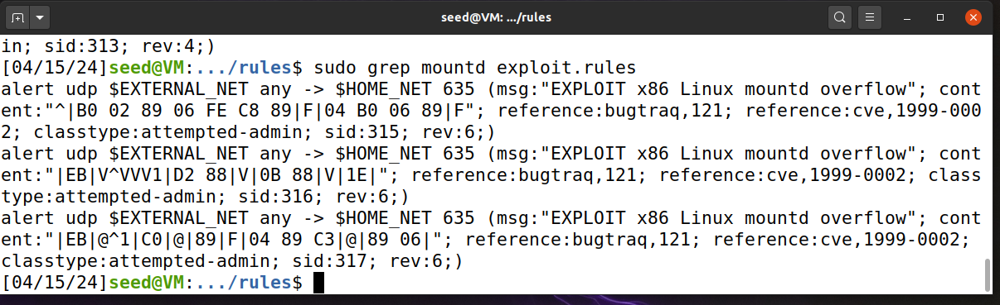 seed@VM: .../rules
in; sid:313; rev:4;)
[04/15/24]seed@VM:.../rules$ sudo grep mountd exploit.rules
alert udp $EXTERNAL_NET any -> $HOME_NET 635 (msg:"EXPLOIT x86 Linux mountd overflow"; cont
ent:"^|B0 02 89 06 FE C8 89|F|04 B0 06 89|F"; reference:bugtraq,121; reference:cve,1999-000
2; classtype:attempted-admin; sid:315; rev:6;)
alert udp $EXTERNAL_NET any -> $HOME_NET 635 (msg:"EXPLOIT x86 Linux mountd overflow"; cont
ent:"|EB|V^VVV1|D2 88|V|0B 88|V|1E|"; reference:bugtraq,121; reference:cve,1999-0002; class
type:attempted-admin; sid:316; rev:6;)
alert udp $EXTERNAL_NET any -> $HOME_NET 635 (msg:"EXPLOIT x86 Linux mountd overflow"; cont
ent:"|EB|@^1|C0|@|89|F|04 89 C3|@|89 06|"; reference:bugtraq,121; reference:cve,1999-0002; 
classtype:attempted-admin; sid:317; rev:6;)
[04/15/24]seed@VM:.../rules$